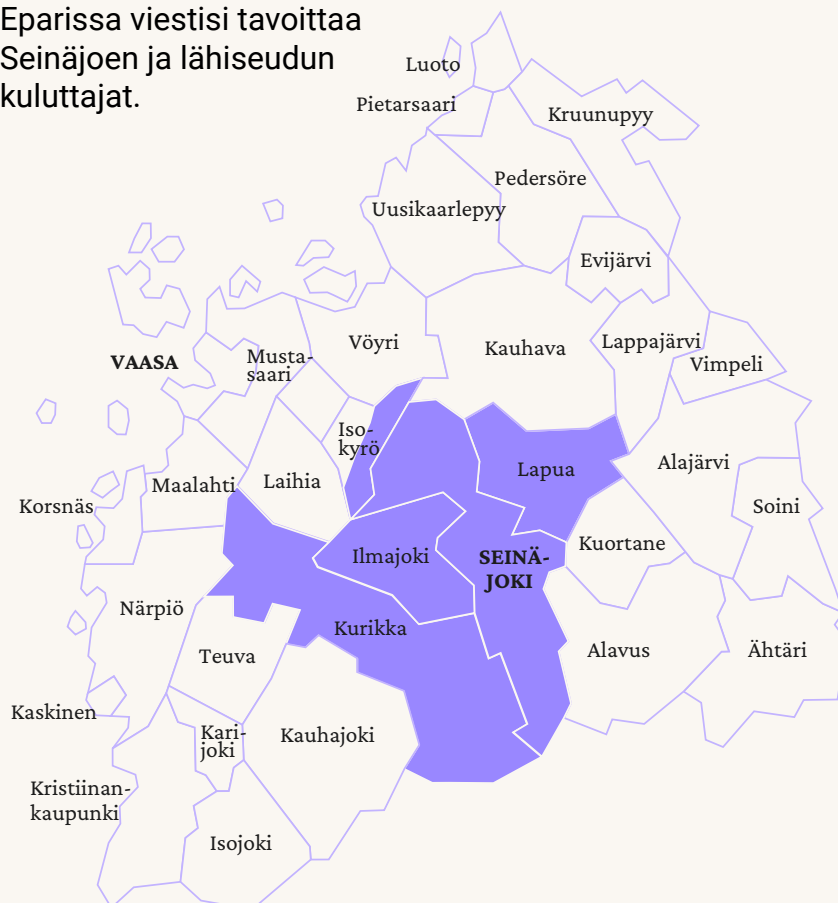 Eparissa viestisi tavoittaa
Seinäjoen ja lähiseudun
kuluttajat.
Luoto
Pietarsaari
Kruunupyy
Pedersöre
Uusikaarlepyy
Evijärvi
Vöyri
Kauhava
Lappajärvi
Vimpeli
VAASA
Musta-
saari
Iso-
kyrö
Lapua
Alajärvi
Maalahti
Laihia
Korsnäs
Soini
Ilmajoki
SEINÄ-
JOKI
Kuortane
Närpiö
Kurikka
Teuva
Alavus
Ähtäri
Kaskinen
Kari-
joki
Kauhajoki
Kristiinan-
kaupunki
Isojoki